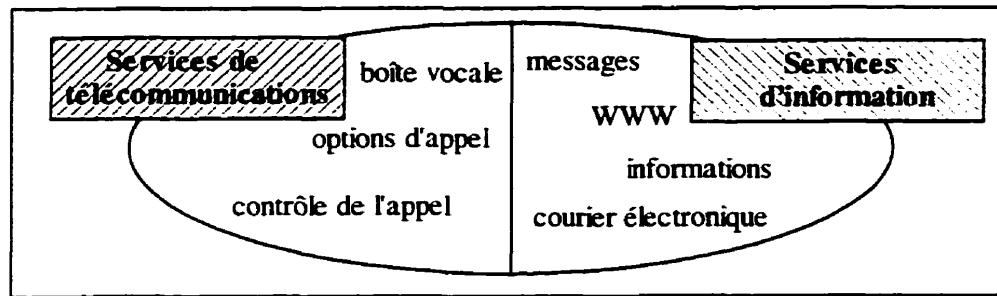 Services de
télécommunications
boîte vocale
options d'appel
contrôle de l'appel
messages
WWW
informations
courier électronique
Services
d'information